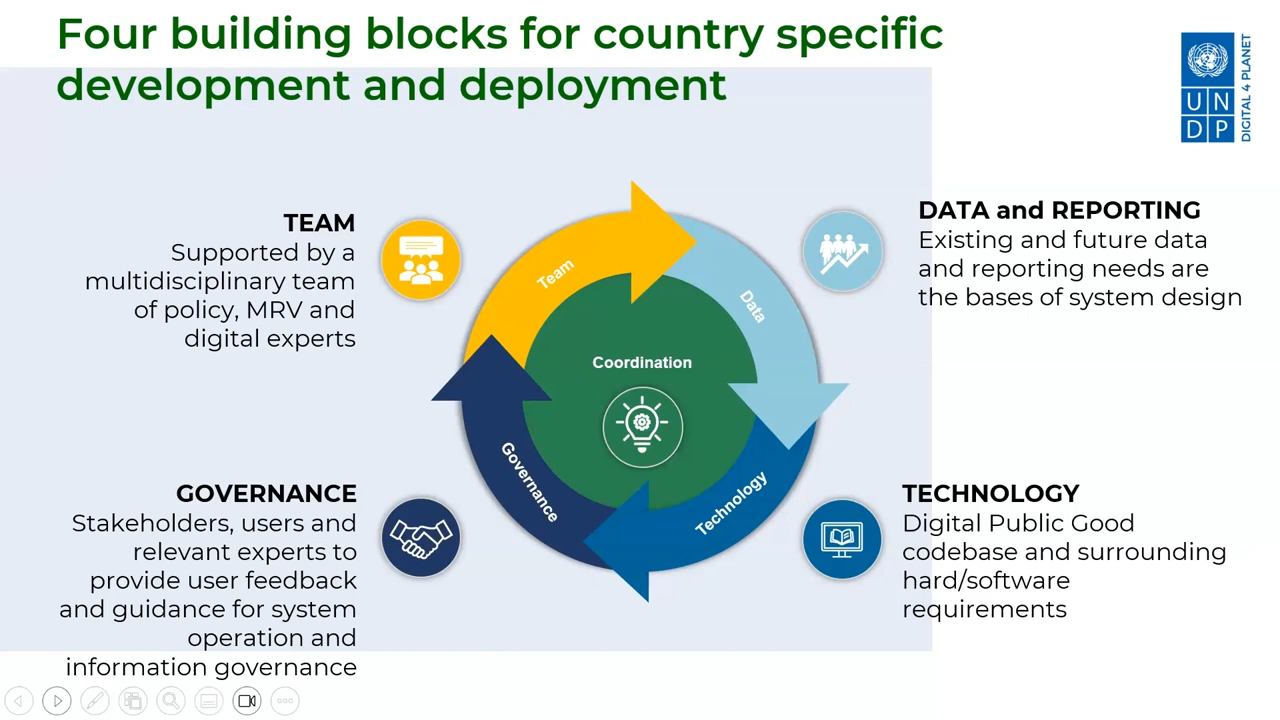 Four building blocks for country specific
development and deployment
UN
DP
DIGITAL 4 PLANET
TEAM
Supported by a
multidisciplinary team
of policy, MRV and
digital experts
DATA and REPORTING
Existing and future data
and reporting needs are
the bases of system design
Team
Data
Coordination
Governance
Technology
GOVERNANCE
Stakeholders, users and
relevant experts to
provide user feedback
and guidance for system
operation and
information governance
TECHNOLOGY
Digital Public Good
codebase and surrounding
hard/software
requirements